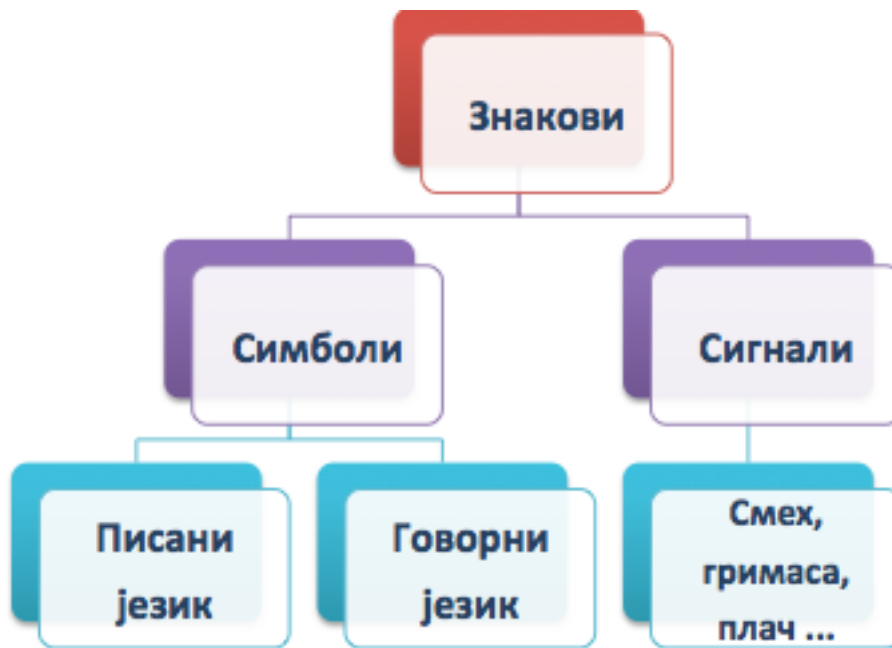 Знакови
Симболи
Сигнали
Писани
језик
Говорни
језик
Смех,
гримаса,
плач ...